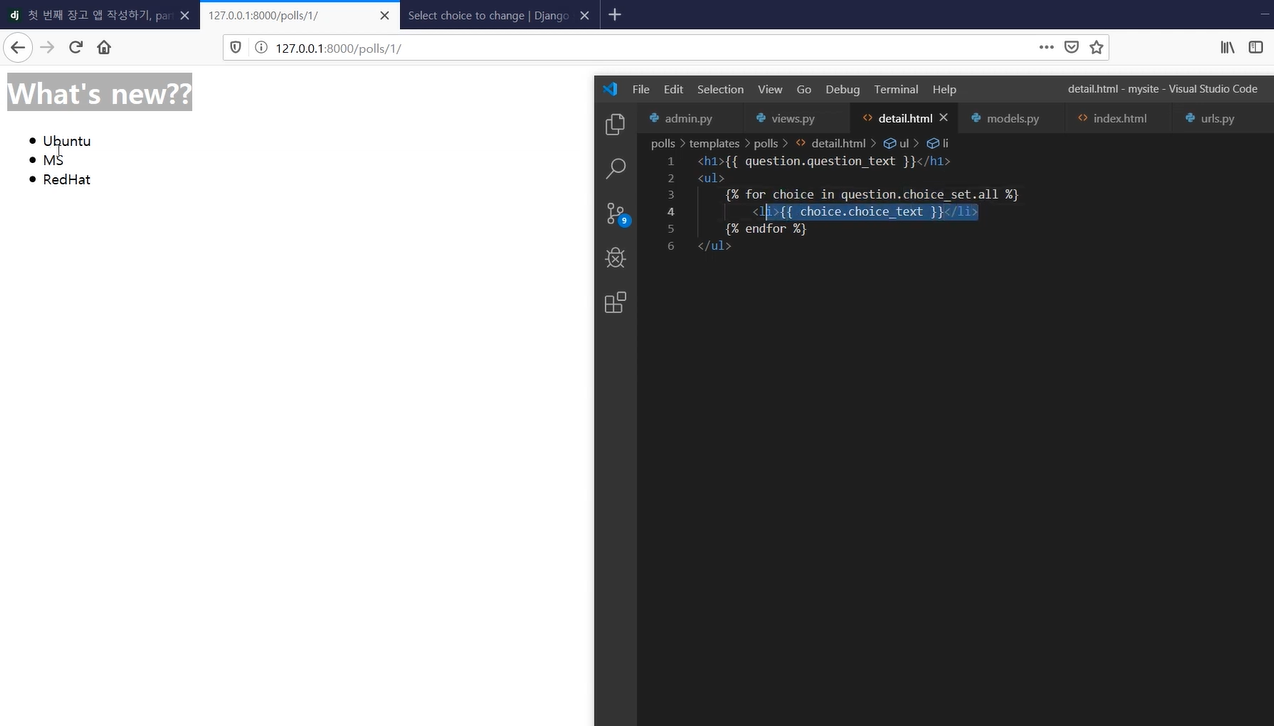 dj 첫 번째 장고 앱 작성하기, par
127.0.0.1:8000/polls/1/
Select choice to change | Django
127.0.0.1:8000/polls/1/
What's new??
Ubuntu
MS
RedHat
File Edit Selection View Go Debug Terminal Help
detail.html - mysite - Visual Studio Code
admin.py views.py detail.html models.py index.html urls.py
polls > templates > polls > detail.html > ul > li
1 <h1>{{ question.question_text }}</h1>
2 <ul>
3 {% for choice in question.choice_set.all %}
4 <li>{{ choice.choice_text }}</li>
5 {% endfor %}
6 </ul>
9